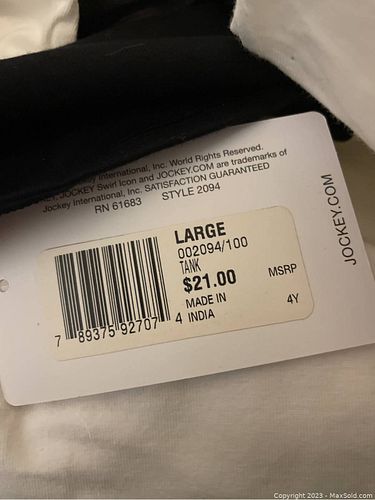 International, Inc. World Rights Reserved.
JOCKEY Swirl Icon and JOCKEY.COM are trademarks of
Jockey International, Inc. SATISFACTION GUARANTEED
RN 61683 STYLE 2094
JOCKEY.COM
LARGE
002094/100
TANK
$21.00 MSRP
MADE IN
INDIA 4Y
7 89375 92707 4
Copyright © 2023 - MaxSold.com